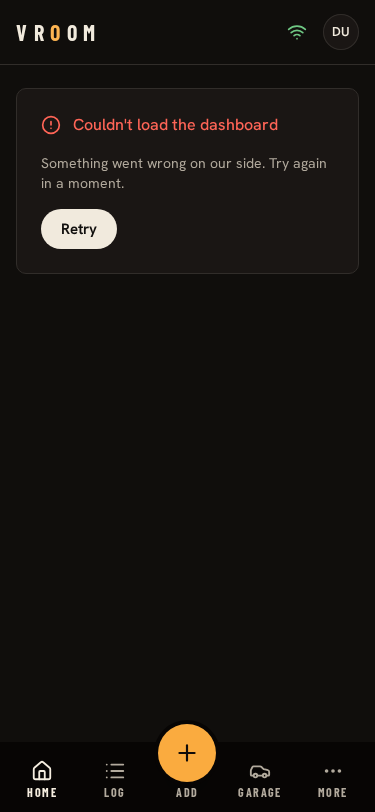 VROOM
DU
Couldn't load the dashboard
Something went wrong on our side. Try again
in a moment.
Retry
HOME
LOG
ADD
GARAGE
MORE